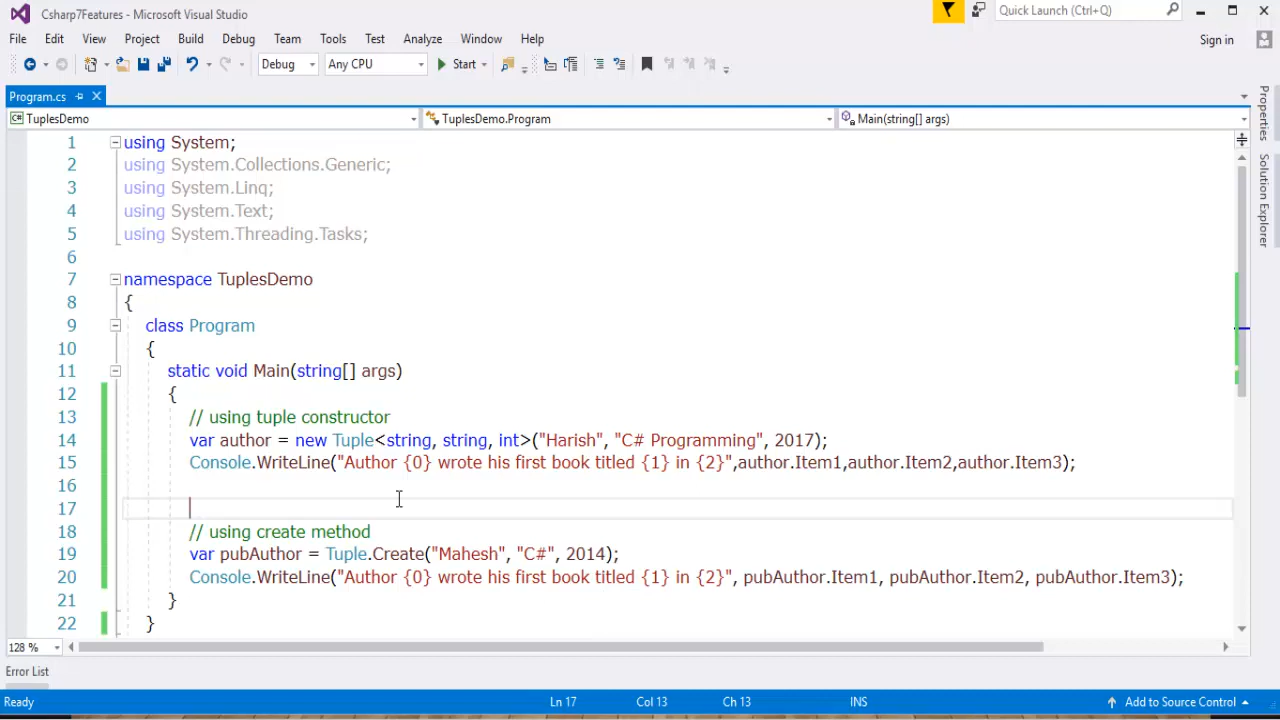 Csharp7Features - Microsoft Visual Studio
Quick Launch (Ctrl+Q)
File Edit View Project Build Debug Team Tools Test Analyze Window Help
Sign in
Debug Any CPU Start
Program.cs
C# TuplesDemo TuplesDemo.Program Main(string[] args)
1 using System;
2 using System.Collections.Generic;
3 using System.Linq;
4 using System.Text;
5 using System.Threading.Tasks;
6
7 namespace TuplesDemo
8 {
9 class Program
10 {
11 static void Main(string[] args)
12 {
13 // using tuple constructor
14 var author = new Tuple<string, string, int>("Harish", "C# Programming", 2017);
15 Console.WriteLine("Author {0} wrote his first book titled {1} in {2}",author.Item1,author.Item2,author.Item3);
16
17
18 // using create method
19 var pubAuthor = Tuple.Create("Mahesh", "C#", 2014);
20 Console.WriteLine("Author {0} wrote his first book titled {1} in {2}", pubAuthor.Item1, pubAuthor.Item2, pubAuthor.Item3);
21 }
22 }
Properties
Solution Explorer
128 %
Error List
Ready Ln 17 Col 13 Ch 13 INS Add to Source Control